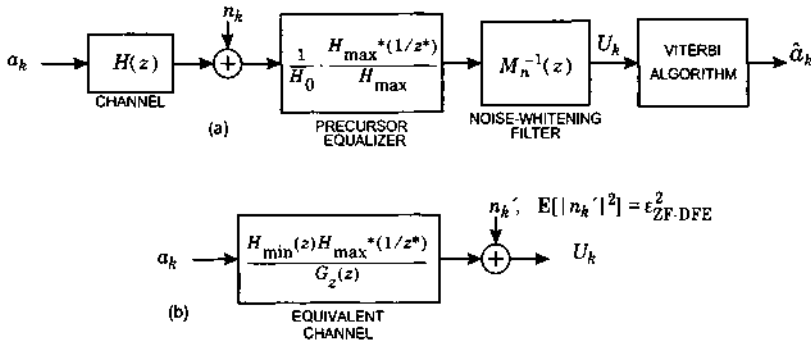 a_k
H(z)
CHANNEL
n_k
+
1/H_0 · H_max*(1/z*)/H_max
PRECURSOR
EQUALIZER
M_n^{-1}(z)
NOISE-WHITENING
FILTER
U_k
VITERBI
ALGORITHM
â_k
(a)
a_k
H_min(z)H_max*(1/z*)/G_z(z)
EQUIVALENT
CHANNEL
n_k′, E[|n_k′|²] = ε²_ZF-DFE
+
U_k
(b)